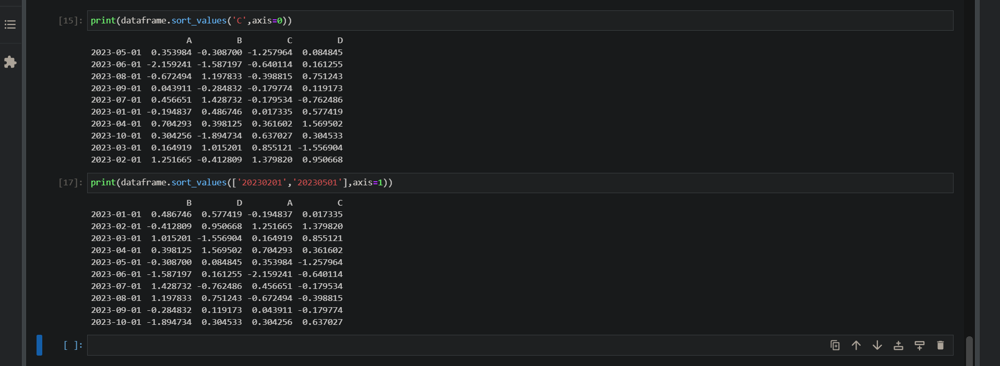 [15]: print(dataframe.sort_values('C',axis=0))
A B C D
2023-05-01 0.353984 -0.308700 -1.257964 0.084845
2023-06-01 -2.159241 -1.587197 -0.640114 0.161255
2023-08-01 -0.672494 1.197833 -0.398815 0.751243
2023-09-01 0.043911 -0.284832 -0.179774 0.119173
2023-07-01 0.456651 1.428732 -0.179534 -0.762486
2023-01-01 -0.194837 0.486746 0.017335 0.577419
2023-04-01 0.704293 0.398125 0.361602 1.569502
2023-10-01 0.304256 -1.894734 0.637027 0.304533
2023-03-01 0.164919 1.015201 0.855121 -1.556904
2023-02-01 1.251665 -0.412809 1.379820 0.950668
[17]: print(dataframe.sort_values(['20230201','20230501'],axis=1))
B D A C
2023-01-01 0.486746 0.577419 -0.194837 0.017335
2023-02-01 -0.412809 0.950668 1.251665 1.379820
2023-03-01 1.015201 -1.556904 0.164919 0.855121
2023-04-01 0.398125 1.569502 0.704293 0.361602
2023-05-01 -0.308700 0.084845 0.353984 -1.257964
2023-06-01 -1.587197 0.161255 -2.159241 -0.640114
2023-07-01 1.428732 -0.762486 0.456651 -0.179534
2023-08-01 1.197833 0.751243 -0.672494 -0.398815
2023-09-01 -0.284832 0.119173 0.043911 -0.179774
2023-10-01 -1.894734 0.304533 0.304256 0.637027
[ ]: